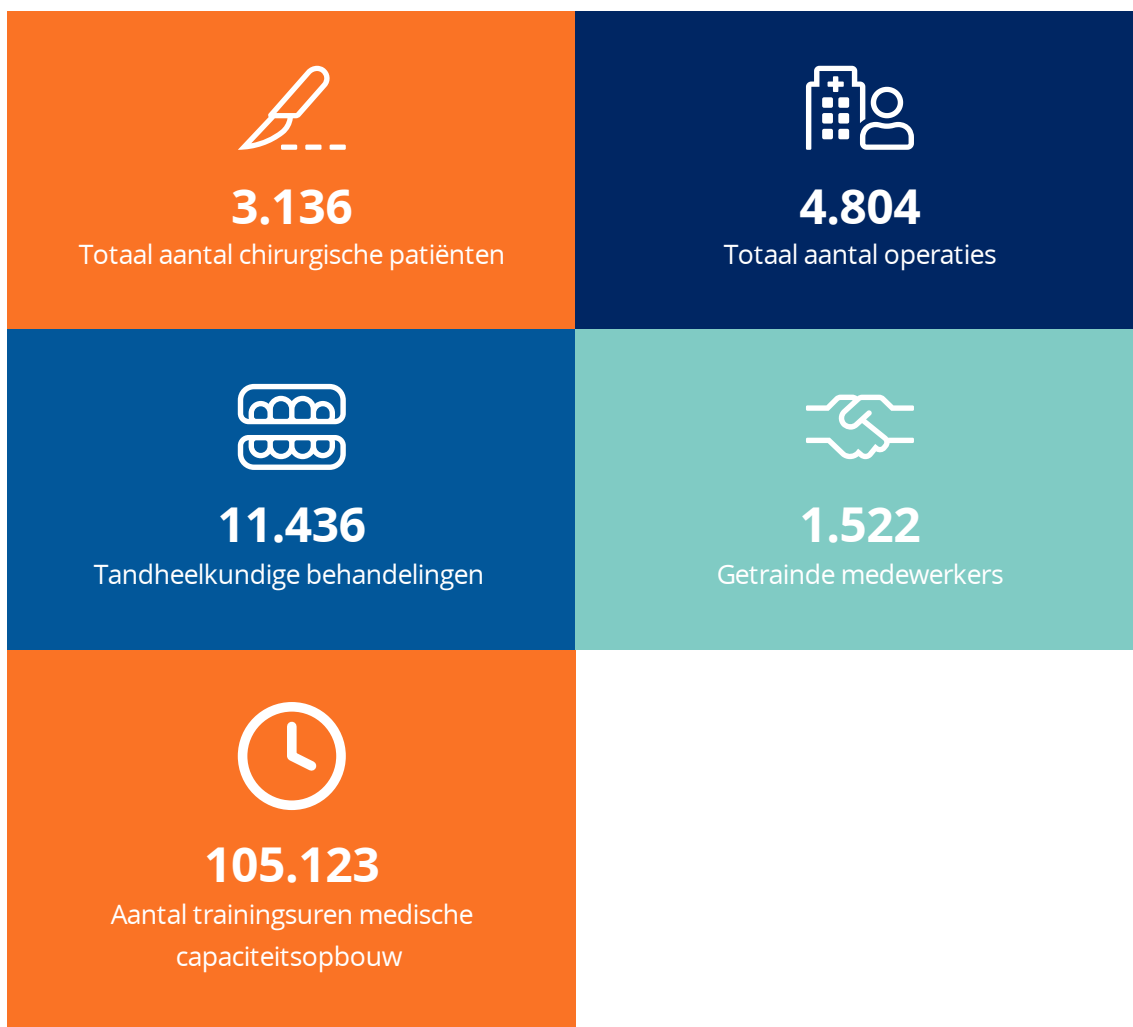 3.136
Totaal aantal chirurgische patiënten
4.804
Totaal aantal operaties
11.436
Tandheelkundige behandelingen
1.522
Getrainde medewerkers
105.123
Aantal trainingsuren medische
capaciteitsopbouw